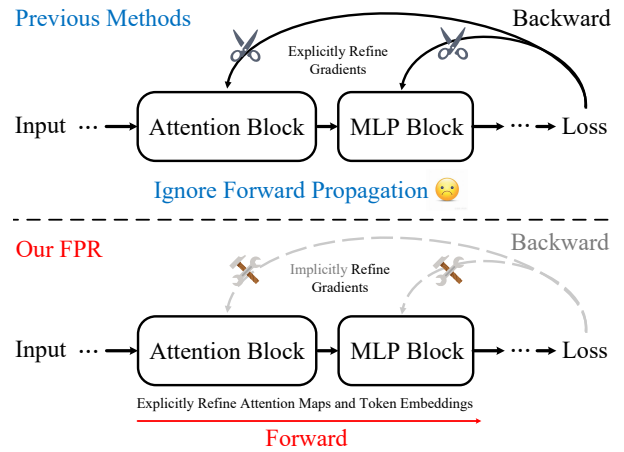 Previous Methods
Backward
Explicitly Refine
Gradients
Input ··· Attention Block MLP Block ··· Loss
Ignore Forward Propagation
Our FPR
Backward
Implicitly Refine
Gradients
Input ··· Attention Block MLP Block ··· Loss
Explicitly Refine Attention Maps and Token Embeddings
Forward